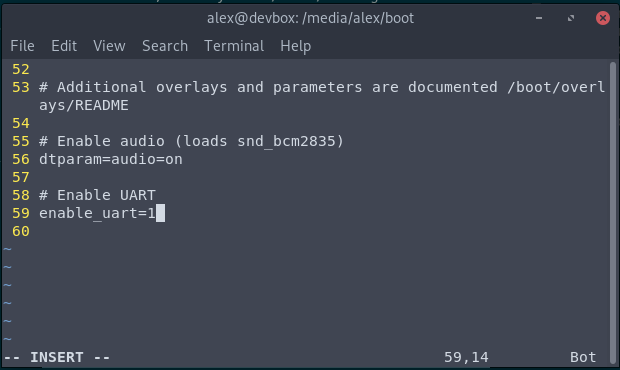 alex@devbox: /media/alex/boot
File Edit View Search Terminal Help
52
53 # Additional overlays and parameters are documented /boot/overl
ays/README
54
55 # Enable audio (loads snd_bcm2835)
56 dtparam=audio=on
57
58 # Enable UART
59 enable_uart=1
60
~
~
~
~
~
~
-- INSERT -- 59,14 Bot